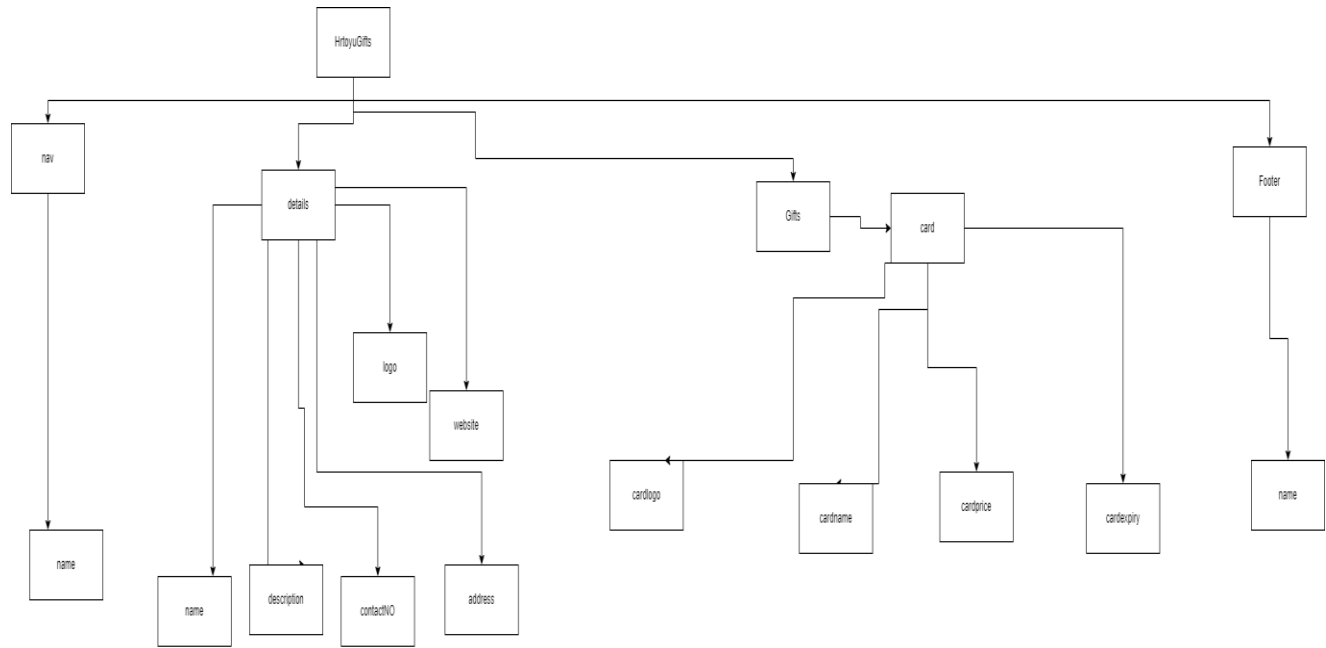 HrtoyuGifts
nav
details
Gifts
card
Footer
logo
website
cardlogo
cardname
cardprice
cardexpiry
name
name
name
description
contactNO
address